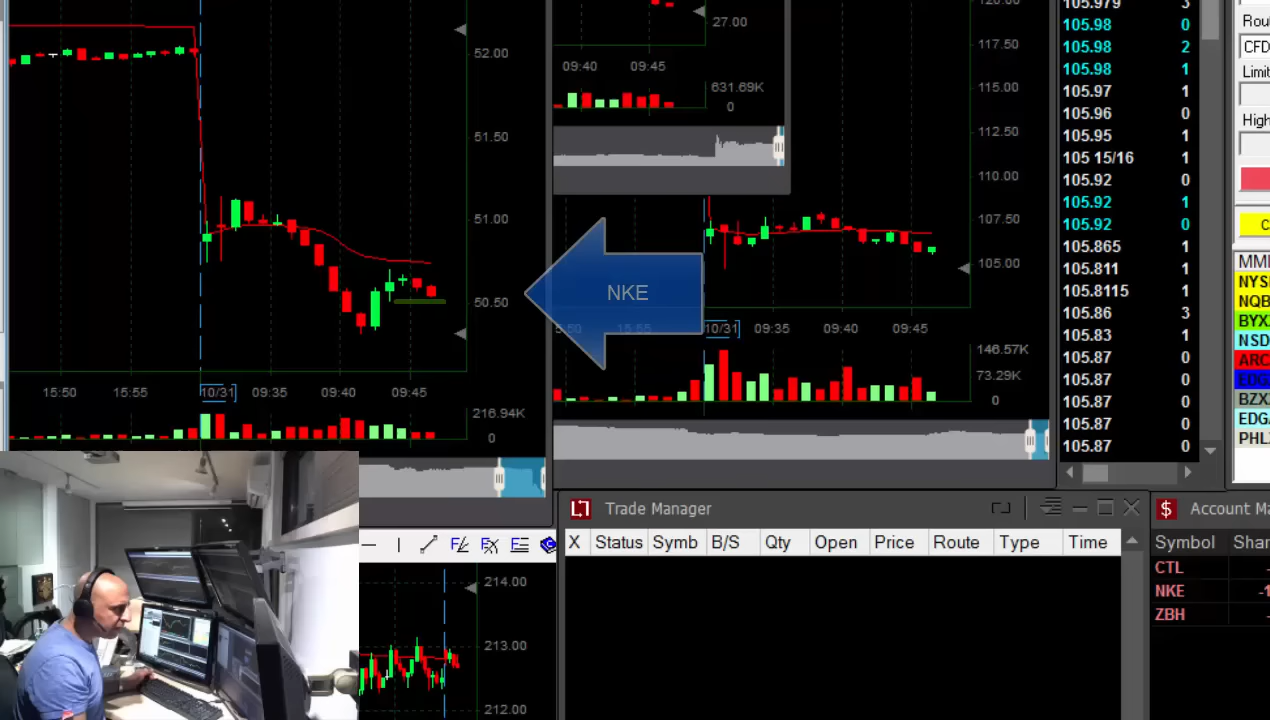 52.00
51.50
51.00
50.50
15:50
15:55
10/31
09:35
09:40
09:45
216.94K
0
27.00
09:40
09:45
631.69K
0
117.50
115.00
112.50
110.00
107.50
105.00
NKE
15:55
10/31
09:35
09:40
09:45
146.57K
73.29K
0
105.979 3
105.98 0
105.98 2
105.98 1
105.97 1
105.96 0
105.95 1
105 15/16 1
105.92 0
105.92 1
105.92 0
105.865 1
105.811 1
105.8115 1
105.86 3
105.83 1
105.87 0
105.87 0
105.87 0
105.87 0
105.87 0
Rou
CFD
Limi
High
C
MM
NYS
NQB
BYX
NSD
ARC
EDG
BZX
EDG
PHL
214.00
213.00
212.00
Trade Manager
X Status Symb B/S Qty Open Price Route Type Time
$ Account Ma
Symbol Shar
CTL -
NKE -1
ZBH -